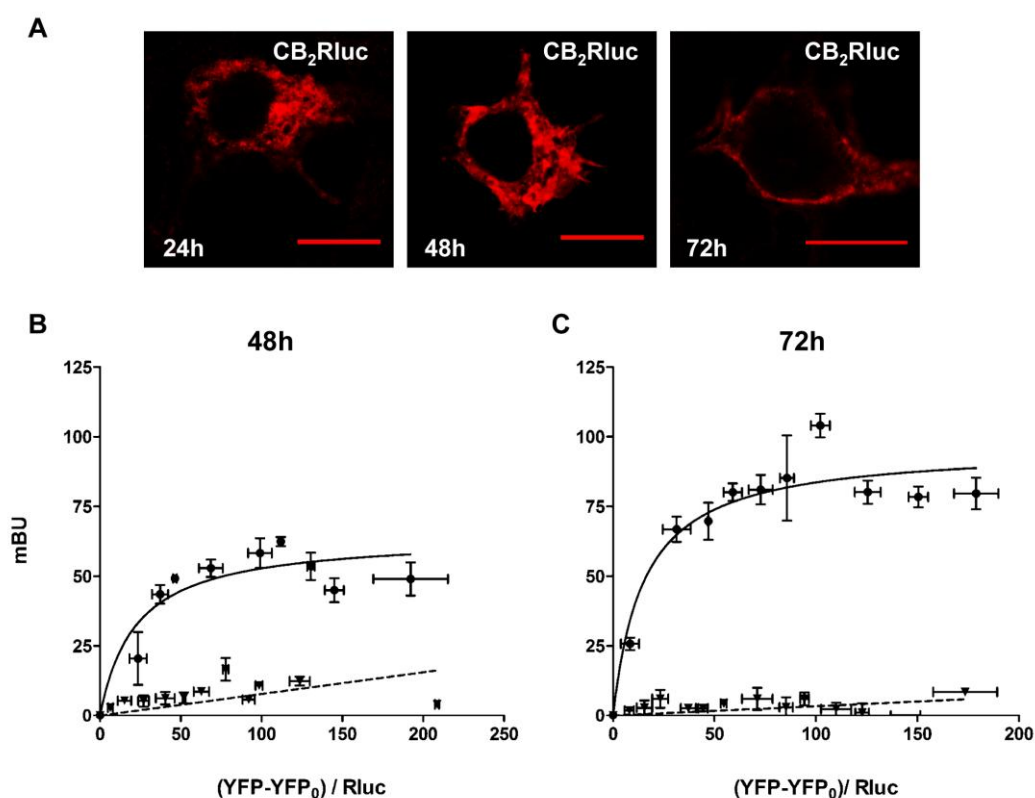 A
CB₂Rluc
24h
CB₂Rluc
48h
CB₂Rluc
72h
B
48h
mBU
125
100
75
50
25
0
0 50 100 150 200 250
(YFP-YFP₀) / Rluc
C
72h
125
100
75
50
25
0
0 50 100 150 200
(YFP-YFP₀)/ Rluc